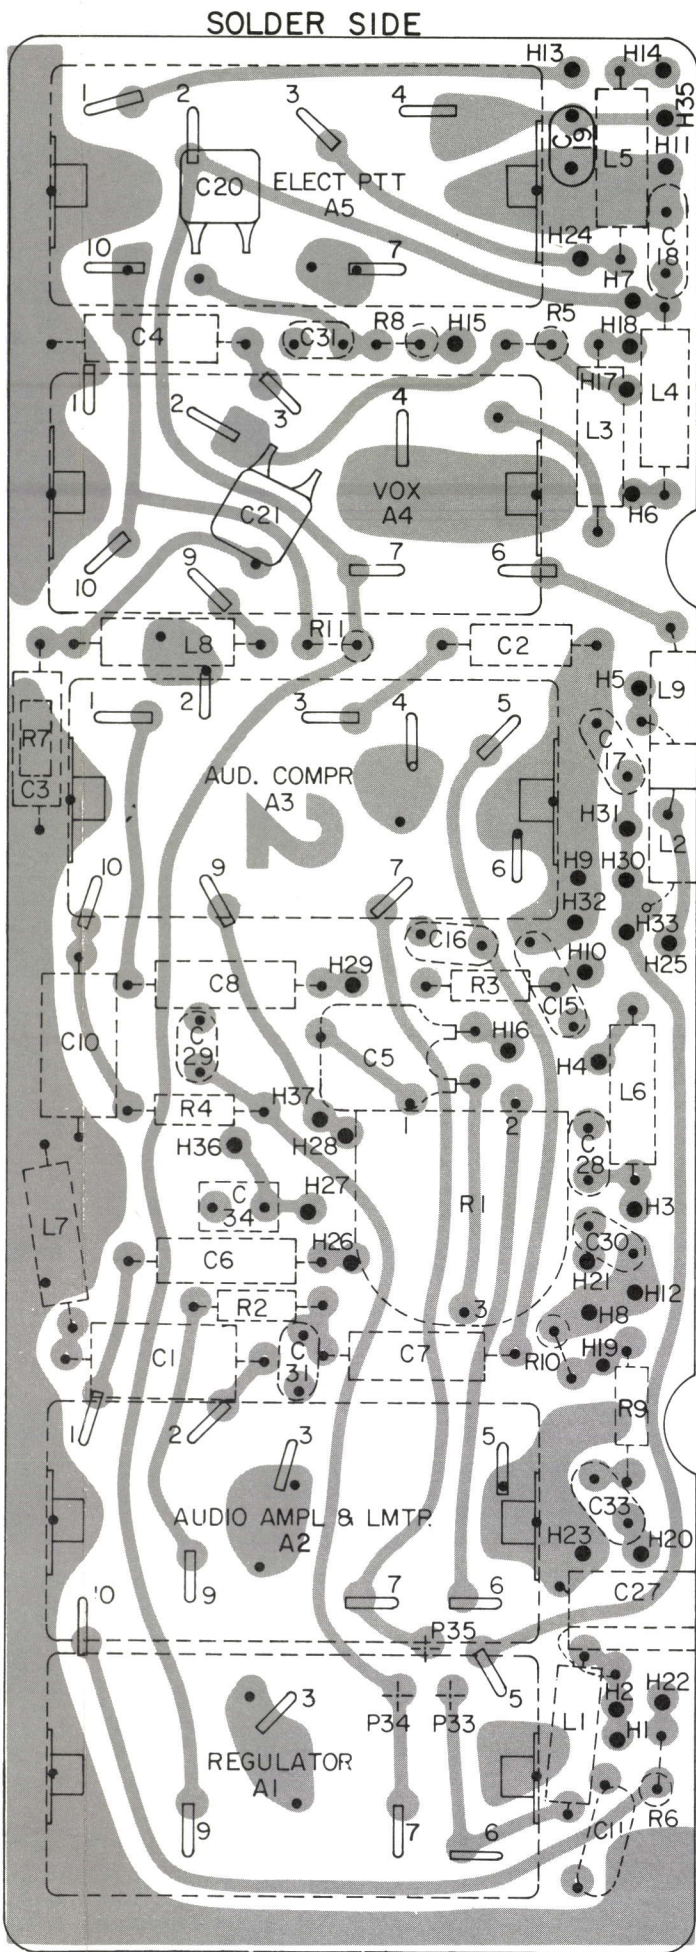 SOLDER SIDE
H13 H14
1 2 3 4 H35
C 19 L5 H11
C20 ELECT PTT
A5
C 18
H24
10 7 H7
C4 C31 R8 H15 R5 H18
H17 L4
1 2 3 4 L3
VOX
A4
C21 H6
10 9 7 6
L8 R11 C2
1 2 3 4 5 H5 L9
R7 C 17
C3 AUD. COMPR
A3
H31 L2
2
10 9 7 6 H9 H30
H32 H33
C16 H25
C8 H29 R3 H10
C15
C10 C 29 C5 H16 H4
L6
R4 H37 1 2
H36 H28 C 28
L7 C 34 H27 R1 H3
C6 H26 C30
H21 H12
R2 3 H8
C1 C 31 C7 R10 H19
R9
1 2 3 5
C33
AUDIO AMPL & LMTR
A2
H23 H20
10 9 7 6 C27
P35
3 5 H2 H22
P34 P33 L1 H1
REGULATOR
A1
9 7 6 C11 R6